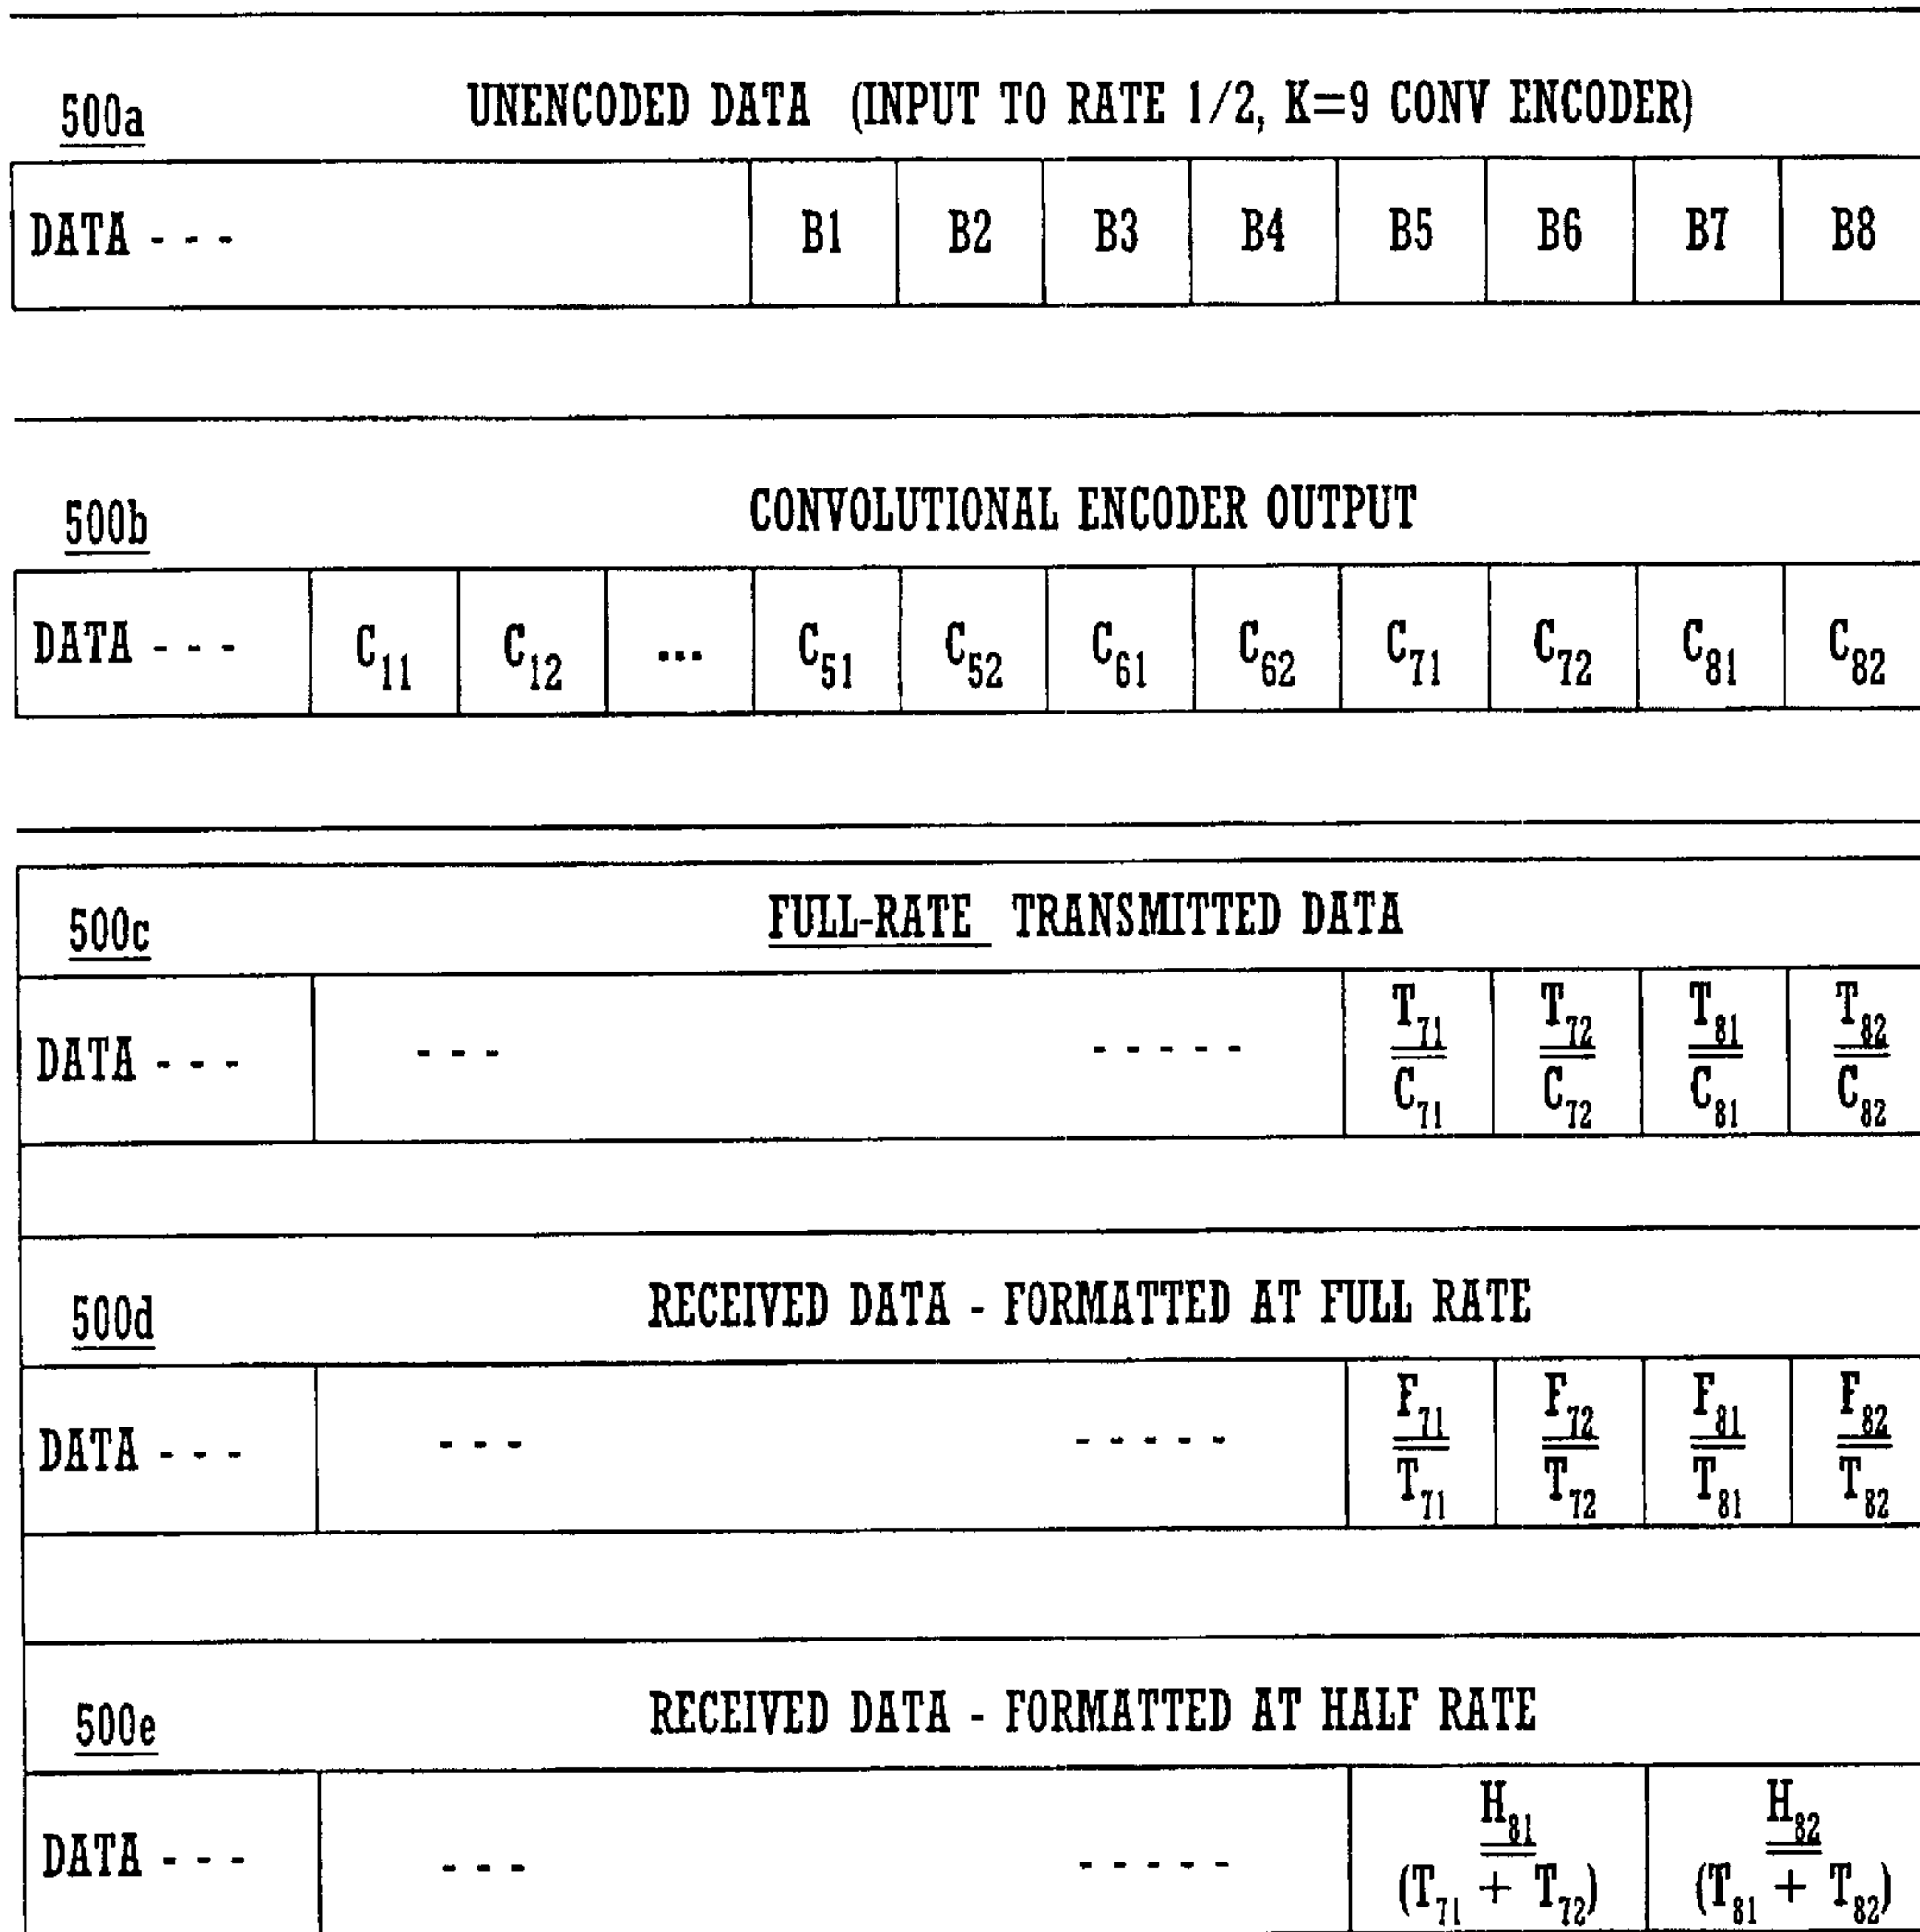 500a UNENCODED DATA (INPUT TO RATE 1/2, K=9 CONV ENCODER)
DATA - - - B1 B2 B3 B4 B5 B6 B7 B8
500b CONVOLUTIONAL ENCODER OUTPUT
DATA - - - C11 C12 ... C51 C52 C61 C62 C71 C72 C81 C82
500c FULL-RATE TRANSMITTED DATA
DATA - - - - - - - - - - - T71 T72 T81 T82
C71 C72 C81 C82
500d RECEIVED DATA - FORMATTED AT FULL RATE
DATA - - - - - - - - - - - F71 F72 F81 F82
T71 T72 T81 T82
500e RECEIVED DATA - FORMATTED AT HALF RATE
DATA - - - - - - - - - - - H81 H82
(T71 + T72) (T81 + T82)